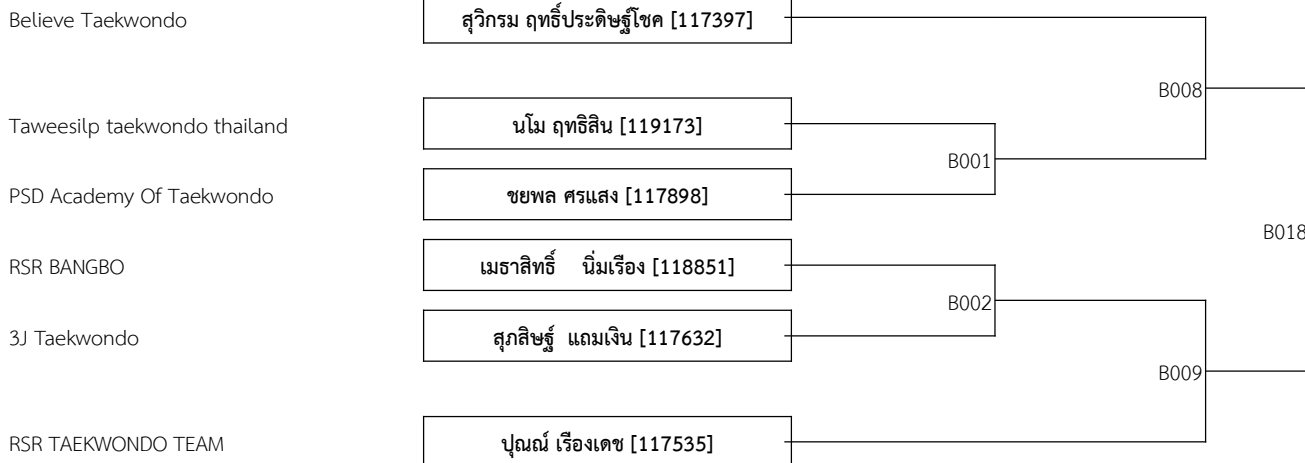 Believe Taekwondo สุวิกรม ฤทธิ์ประดิษฐ์โชค [117397]
B008
Taweesilp taekwondo thailand นโม ฤทธิสิน [119173]
B001
PSD Academy Of Taekwondo ชยพล ศรแสง [117898]
B018
RSR BANGBO เมธาสิทธิ์ นิ่มเรือง [118851]
B002
3J Taekwondo สุภสิษฐ์ แถมเงิน [117632]
B009
RSR TAEKWONDO TEAM ปุณณ์ เรืองเดช [117535]